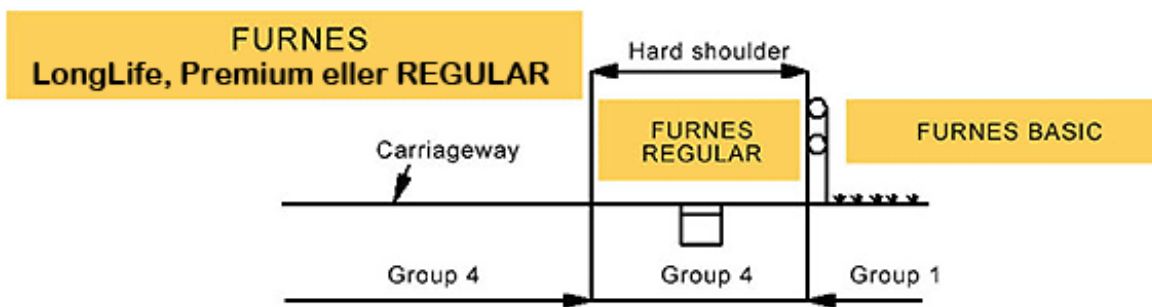 FURNES
LongLife, Premium eller REGULAR
Hard shoulder
FURNES
REGULAR
FURNES BASIC
Carriageway
Group 4
Group 4
Group 1